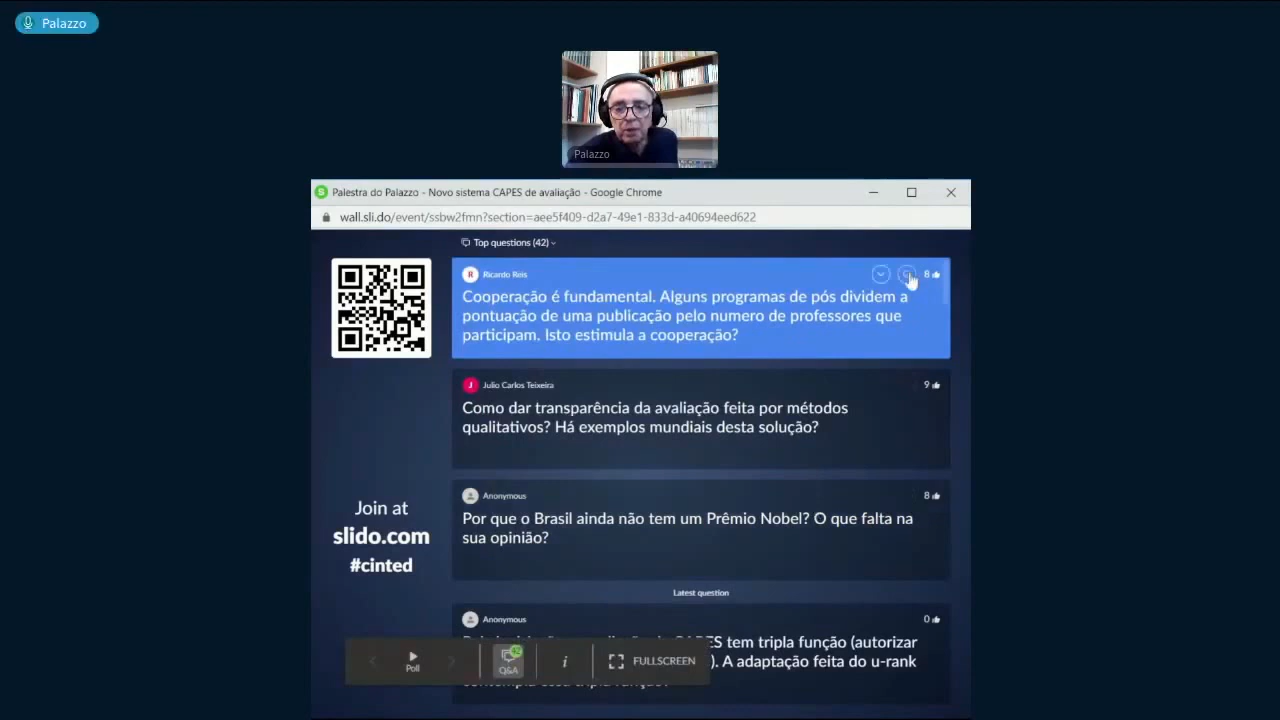 Palazzo
Palazzo
Palestra do Palazzo - Novo sistema CAPES de avaliação - Google Chrome
wall.sli.do/event/ssbw2fmn?section=aee5f409-d2a7-49e1-833d-a40694eed622
Top questions (42)
R Ricardo Reis 8
Cooperação é fundamental. Alguns programas de pós dividem a
pontuação de uma publicação pelo numero de professores que
participam. Isto estimula a cooperação?
J Julio Carlos Teixeira 9
Como dar transparência da avaliação feita por métodos
qualitativos? Há exemplos mundiais desta solução?
Anonymous 8
Por que o Brasil ainda não tem um Prêmio Nobel? O que falta na
sua opinião?
Join at
slido.com
#cinted
Latest question
Anonymous 0
tem tripla função (autorizar
). A adaptação feita do u-rank
Poll
42
Q&A
i
FULLSCREEN